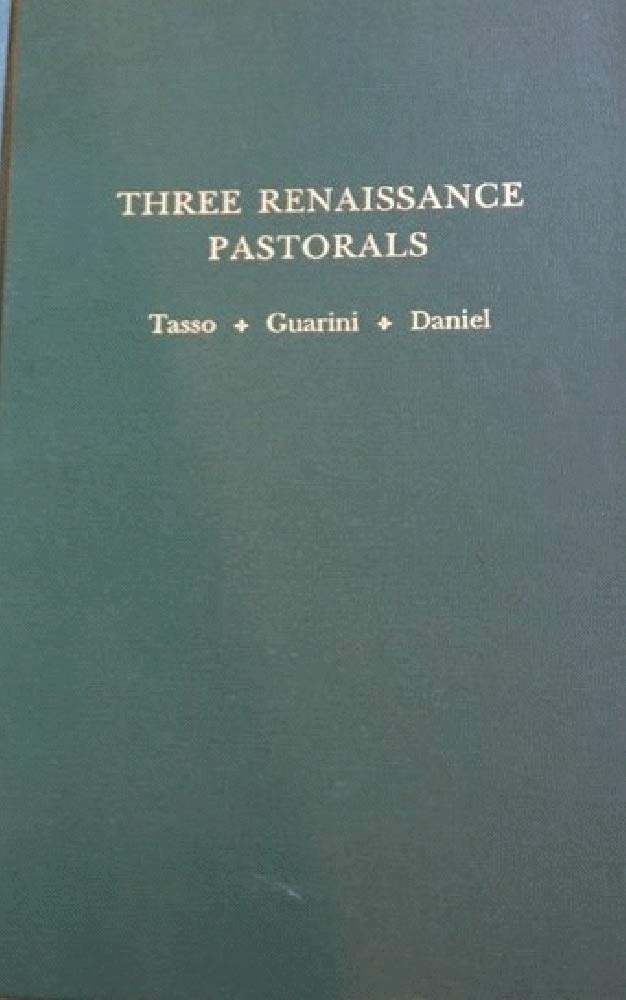 THREE RENAISSANCE
PASTORALS
Tasso ✦ Guarini ✦ Daniel